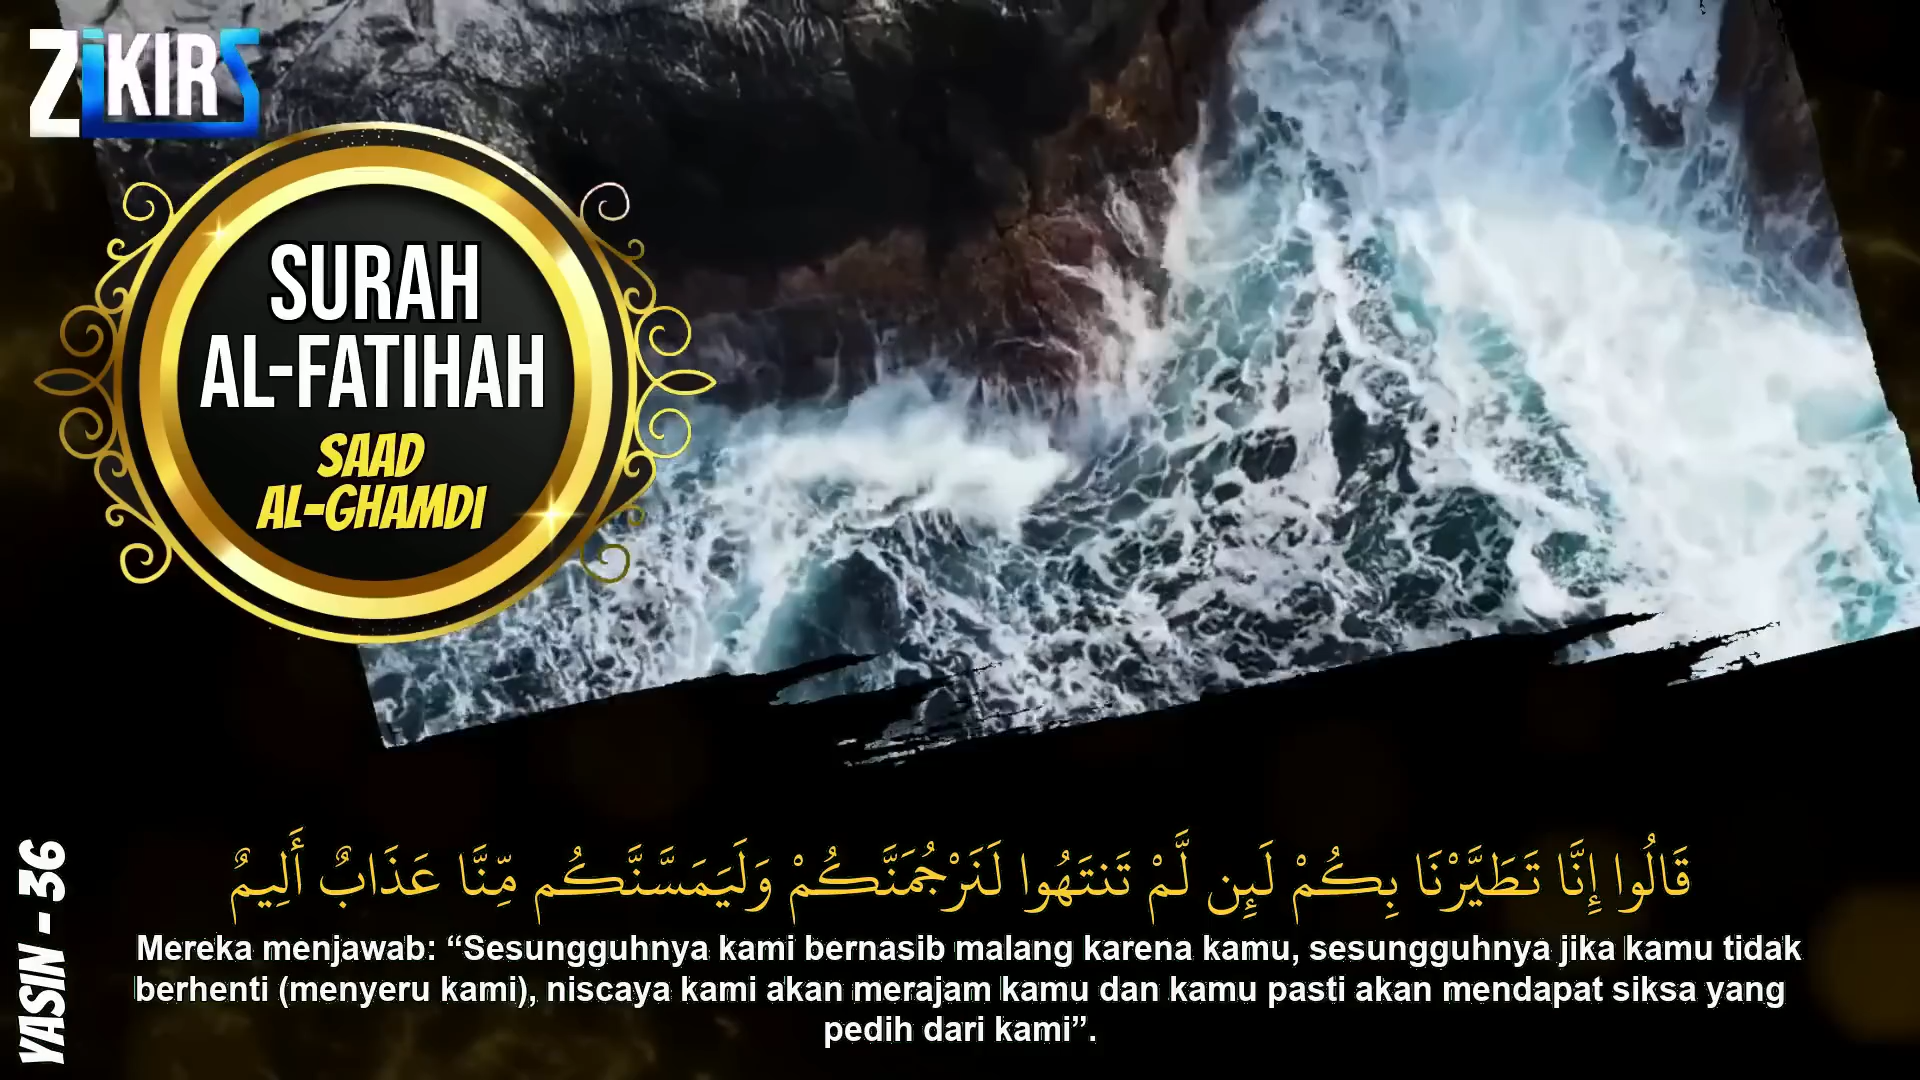 ZiKIRS
SURAH
AL-FATIHAH
SAAD
AL-GHAMDI
YASIN - 36
قَالُوا إِنَّا تَطَيَّرْنَا بِكُمْ لَئِن لَّمْ تَنتَهُوا لَنَرْجُمَنَّكُمْ وَلَيَمَسَّنَّكُم مِّنَّا عَذَابٌ أَلِيمٌ
Mereka menjawab: “Sesungguhnya kami bernasib malang karena kamu, sesungguhnya jika kamu tidak
berhenti (menyeru kami), niscaya kami akan merajam kamu dan kamu pasti akan mendapat siksa yang
pedih dari kami”.